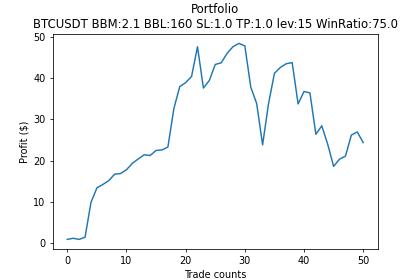 Portfolio
BTCUSDT BBM:2.1 BBL:160 SL:1.0 TP:1.0 lev:15 WinRatio:75.0
50
40
30
20
10
0
Profit ($)
0 10 20 30 40 50
Trade counts